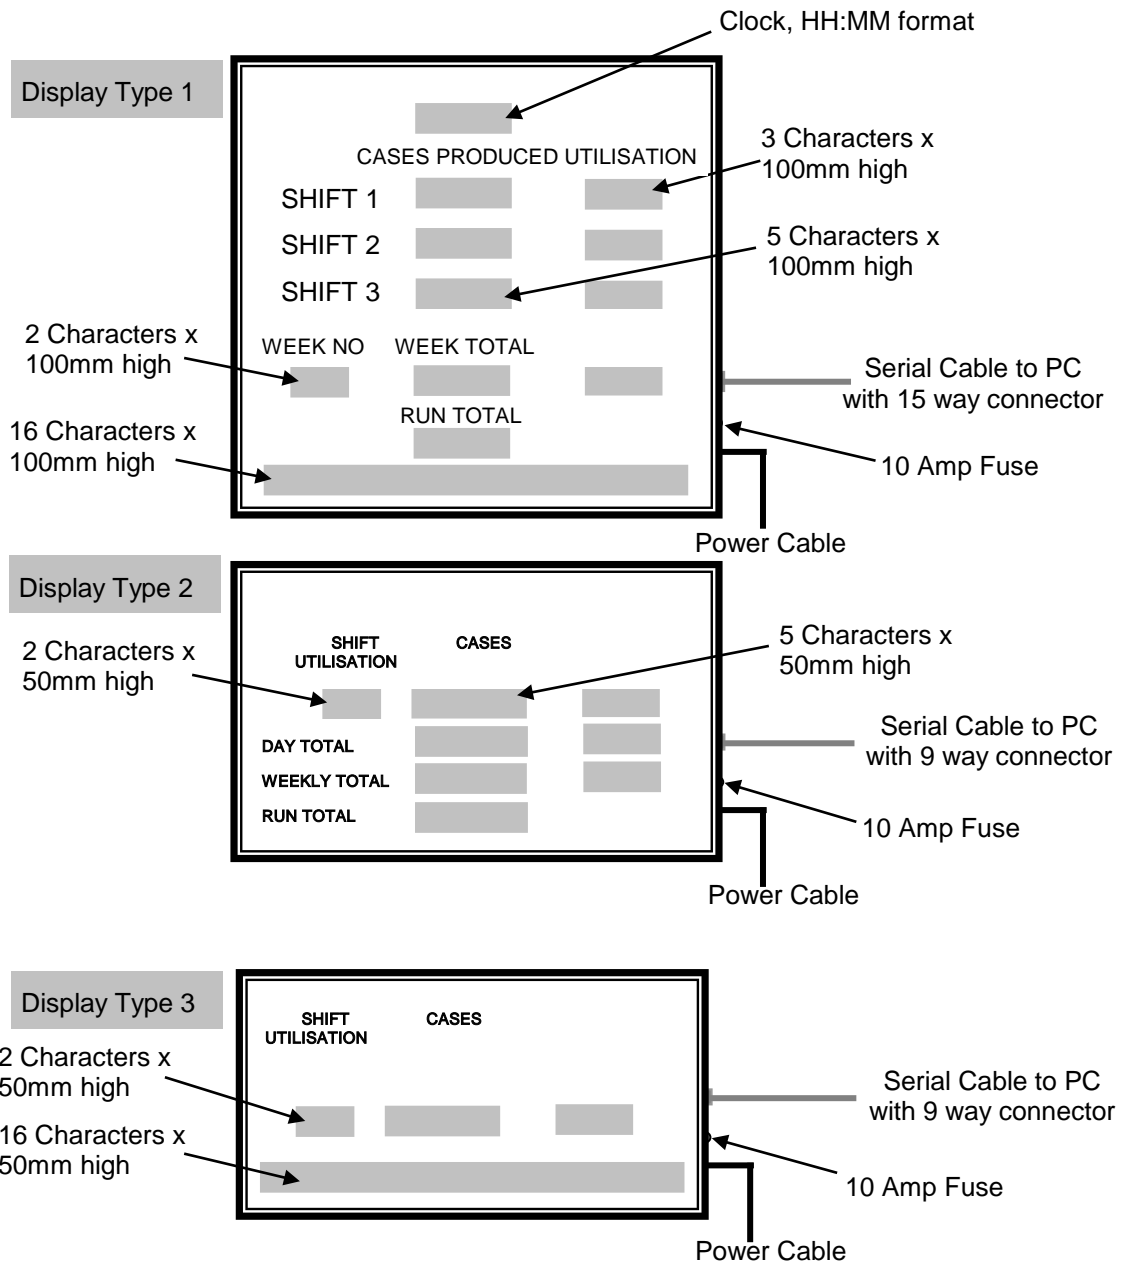 Clock, HH:MM format
Display Type 1
3 Characters x
100mm high
CASES PRODUCED UTILISATION
SHIFT 1
SHIFT 2
5 Characters x
100mm high
SHIFT 3
2 Characters x
100mm high
WEEK NO WEEK TOTAL
Serial Cable to PC
with 15 way connector
RUN TOTAL
16 Characters x
100mm high
10 Amp Fuse
Power Cable
Display Type 2
2 Characters x
50mm high
SHIFT
UTILISATION
CASES
5 Characters x
50mm high
DAY TOTAL
WEEKLY TOTAL
RUN TOTAL
Serial Cable to PC
with 9 way connector
10 Amp Fuse
Power Cable
Display Type 3
SHIFT
UTILISATION
CASES
2 Characters x
50mm high
16 Characters x
50mm high
Serial Cable to PC
with 9 way connector
10 Amp Fuse
Power Cable